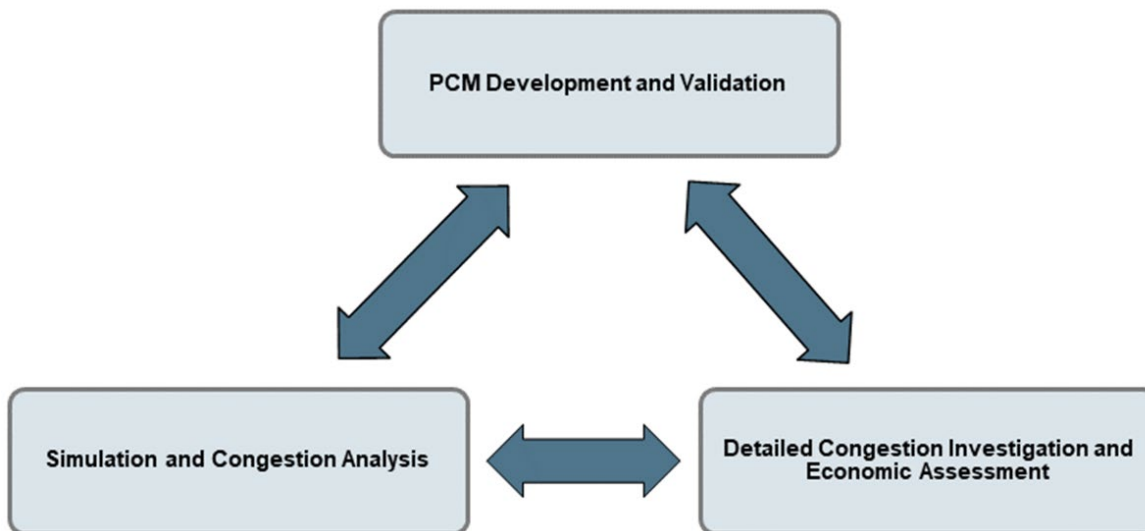 PCM Development and Validation
Simulation and Congestion Analysis
Detailed Congestion Investigation and
Economic Assessment